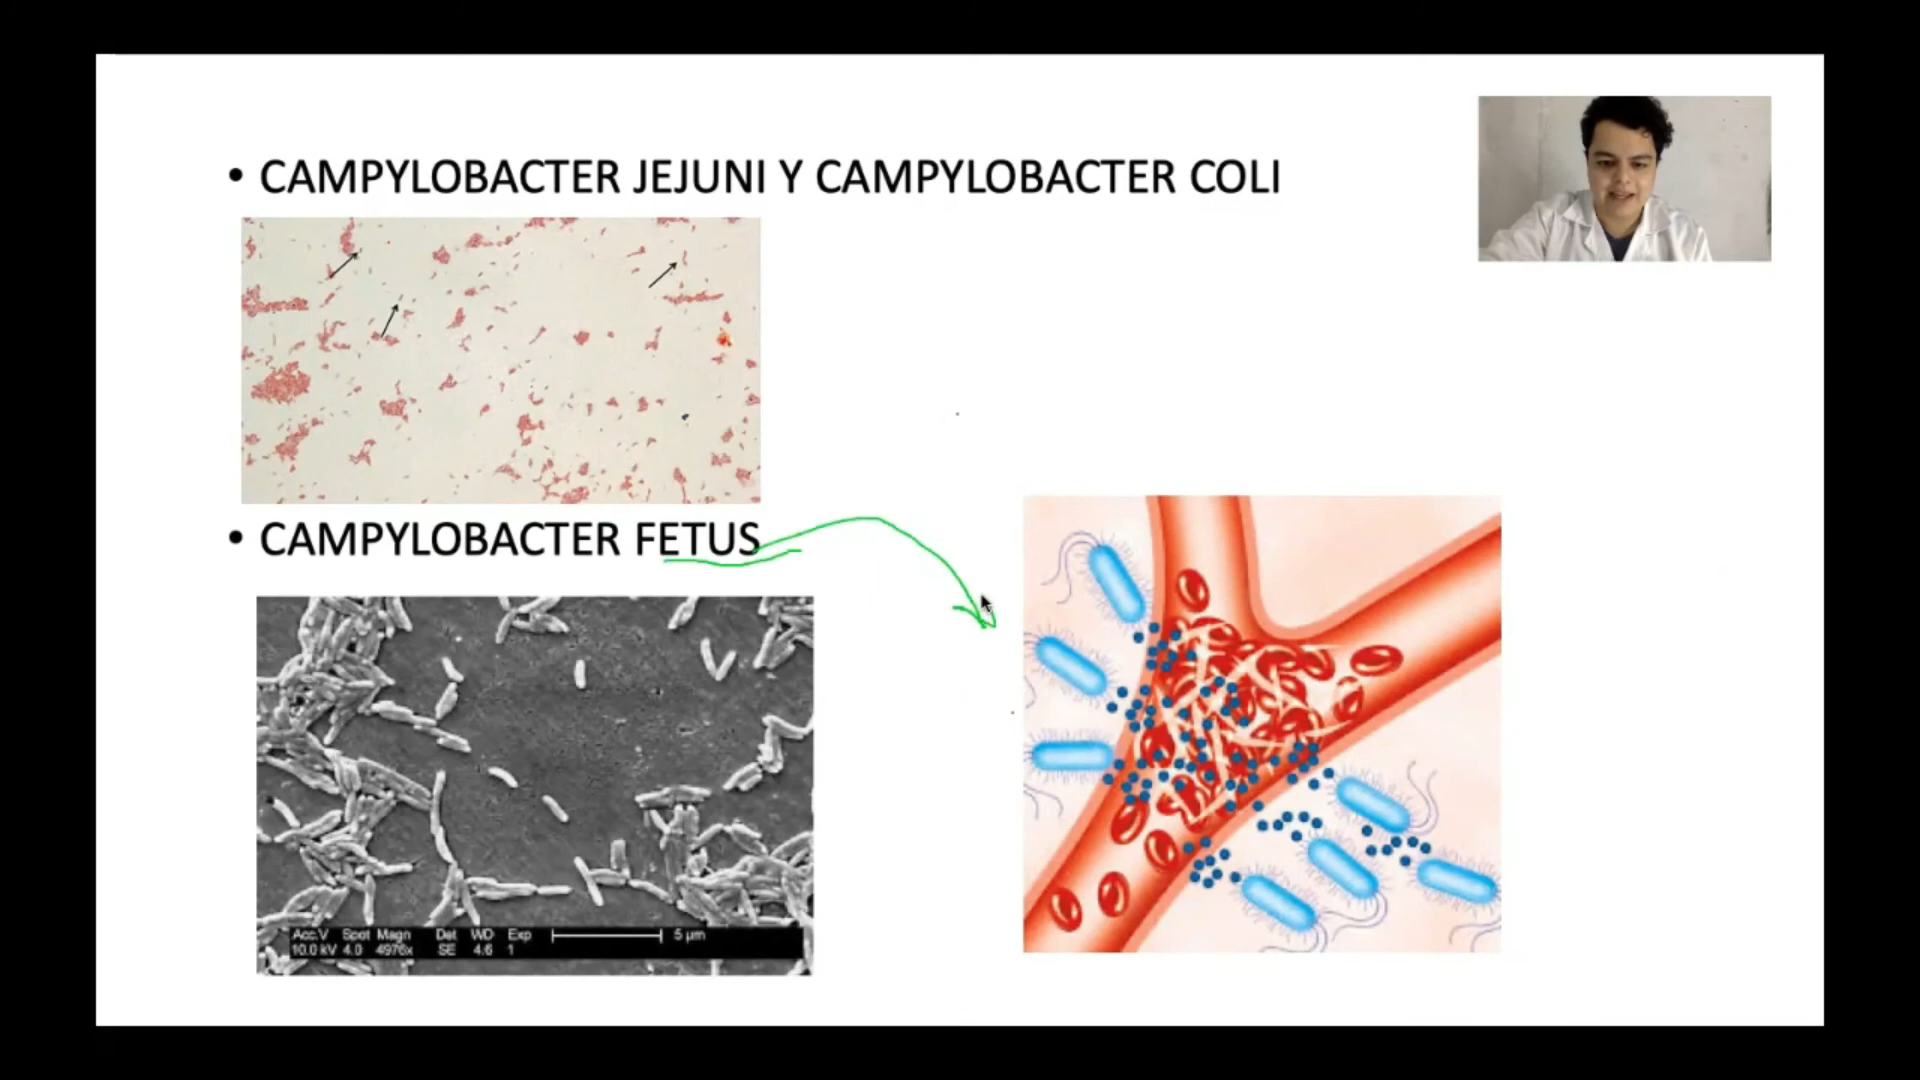 • CAMPYLOBACTER JEJUNI Y CAMPYLOBACTER COLI
• CAMPYLOBACTER FETUS
Acc.V Spot Magn Det WD Exp 5 µm
10.0 kV 4.0 4976x SE 4.6 1